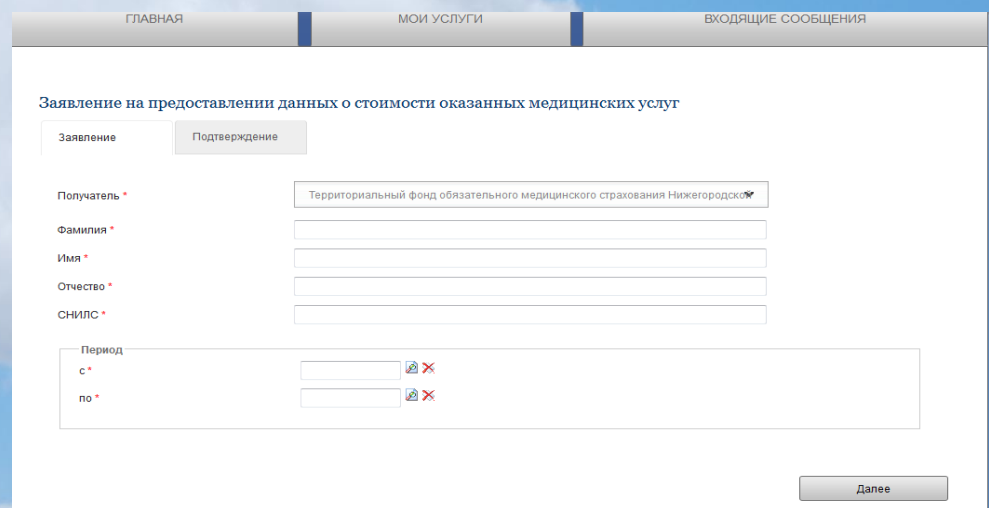 ГЛАВНАЯ МОИ УСЛУГИ ВХОДЯЩИЕ СООБЩЕНИЯ
Заявление на предоставлении данных о стоимости оказанных медицинских услуг
Заявление Подтверждение
Получатель * Территориальный фонд обязательного медицинского страхования Нижегородской
Фамилия *
Имя *
Отчество *
СНИЛС *
Период
с *
по *
Далее